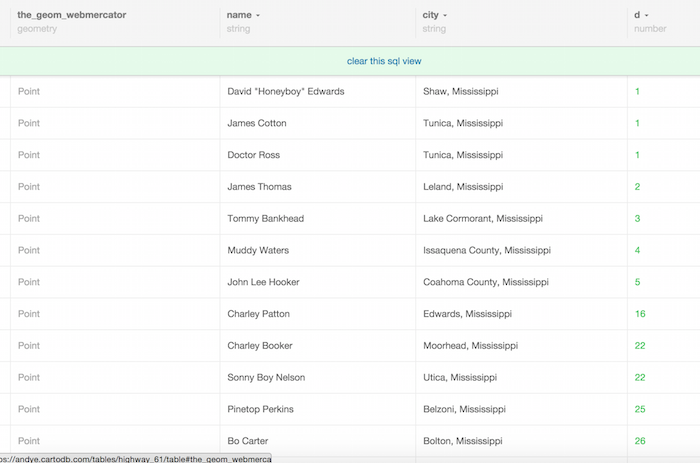 the_geom_webmercator name city d
geometry string string number
clear this sql view
Point David "Honeyboy" Edwards Shaw, Mississippi 1
Point James Cotton Tunica, Mississippi 1
Point Doctor Ross Tunica, Mississippi 1
Point James Thomas Leland, Mississippi 2
Point Tommy Bankhead Lake Cormorant, Mississippi 3
Point Muddy Waters Issaquena County, Mississippi 4
Point John Lee Hooker Coahoma County, Mississippi 5
Point Charley Patton Edwards, Mississippi 16
Point Charley Booker Moorhead, Mississippi 22
Point Sonny Boy Nelson Utica, Mississippi 22
Point Pinetop Perkins Belzoni, Mississippi 25
Point Bo Carter Bolton, Mississippi 26
ps://andye.cartodb.com/tables/highway_61/table#the_geom_webmerca